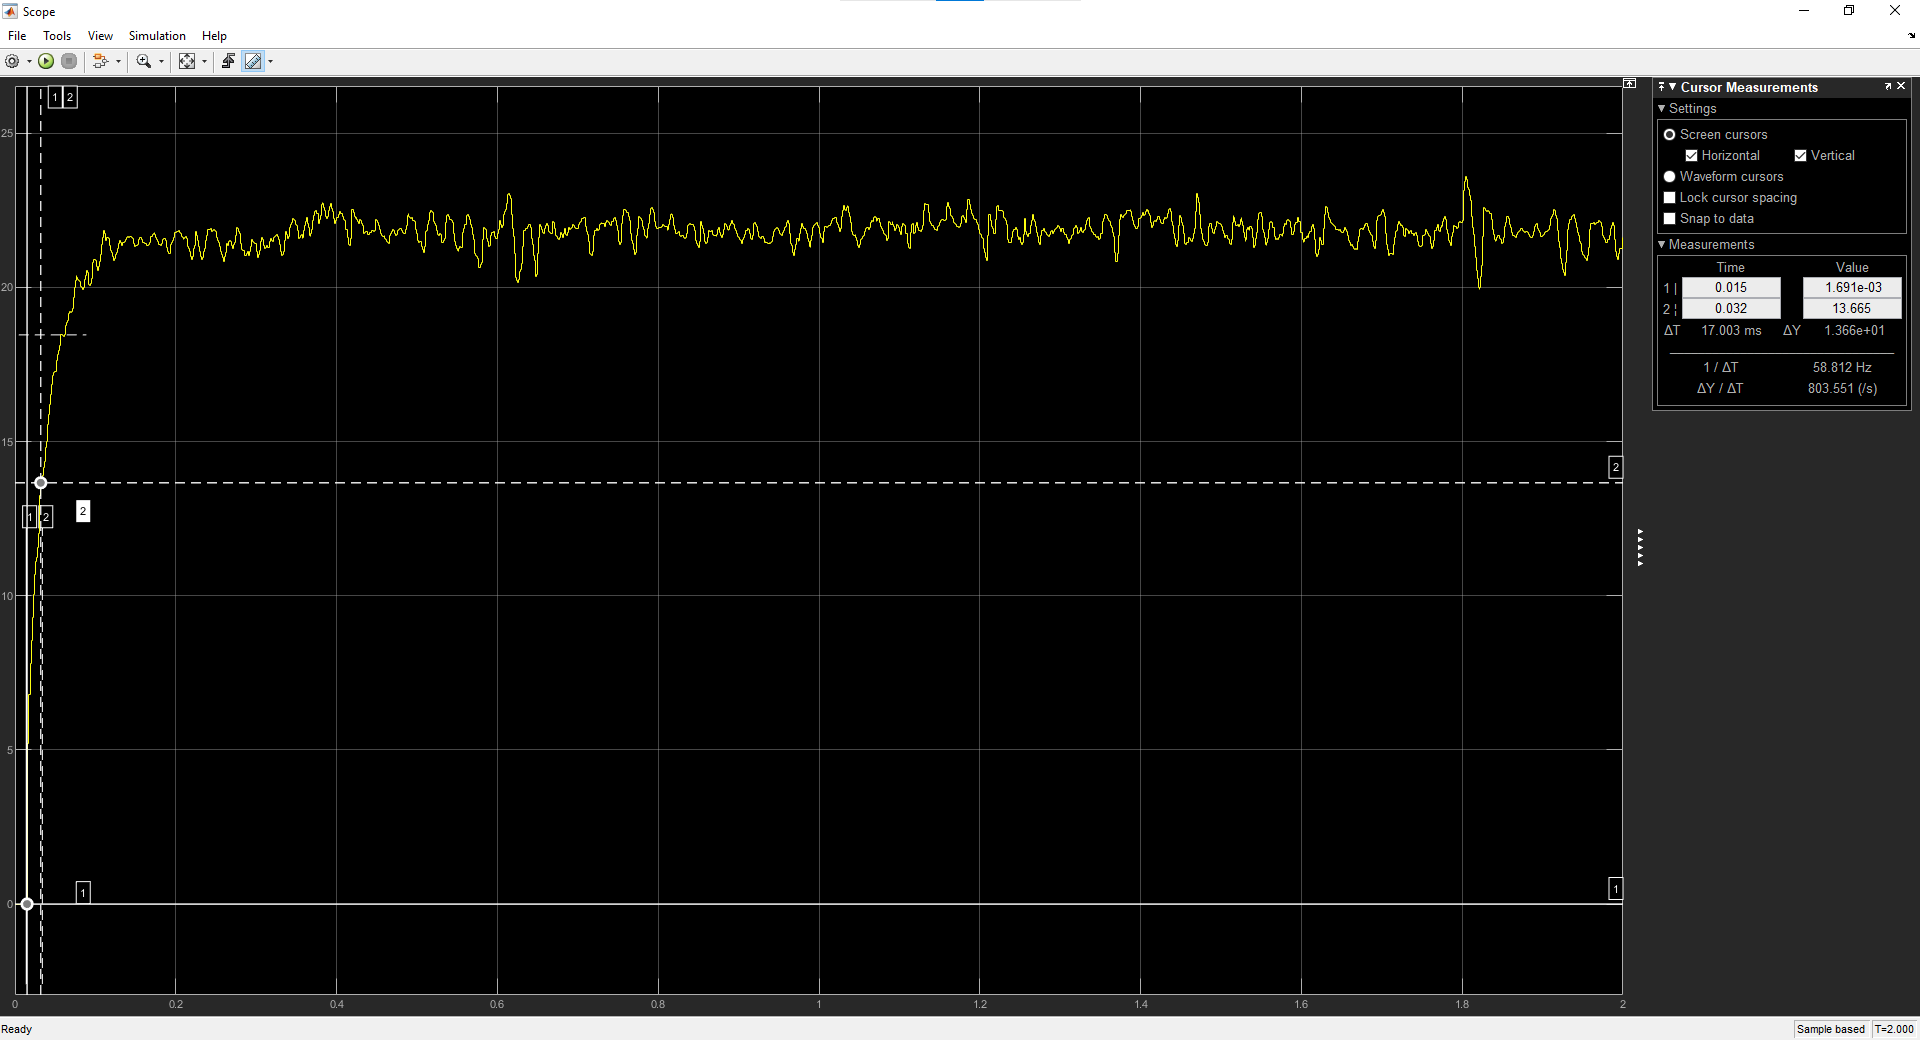 Scope
File Tools View Simulation Help
1 2
25
20
15
10
5
0
2
2
1 2
1
1
0 0.2 0.4 0.6 0.8 1 1.2 1.4 1.6 1.8 2
Cursor Measurements
Settings
Screen cursors
Horizontal Vertical
Waveform cursors
Lock cursor spacing
Snap to data
Measurements
Time Value
1 | 0.015 1.691e-03
2 ¦ 0.032 13.665
ΔT 17.003 ms ΔY 1.366e+01
1 / ΔT 58.812 Hz
ΔY / ΔT 803.551 (/s)
Ready Sample based T=2.000